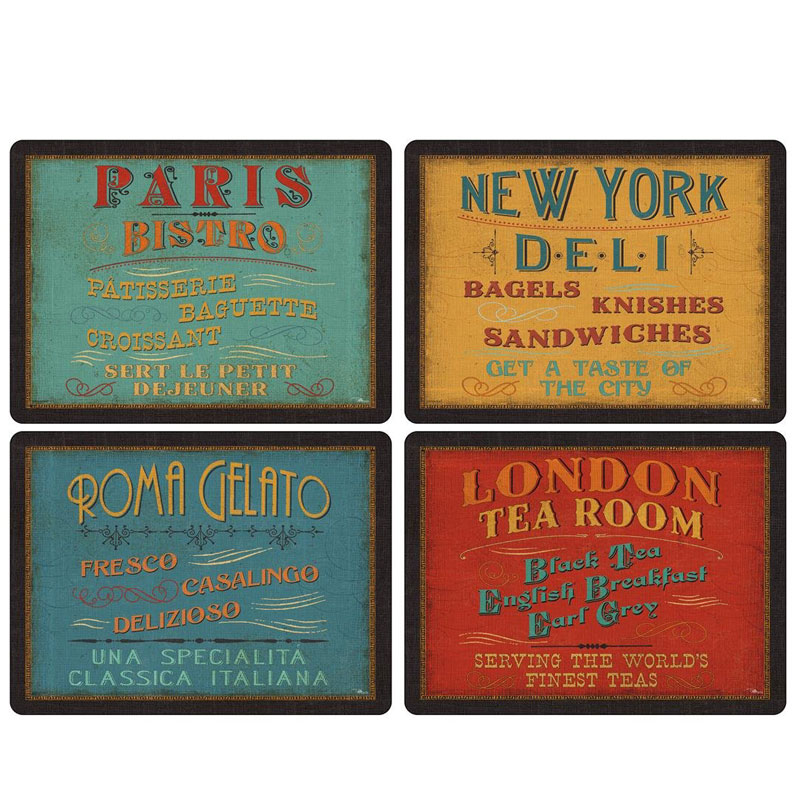 PARIS
BISTRO
PÂTISSERIE
BAGUETTE
CROISSANT
SERT LE PETIT
DEJEUNER
NEW YORK
D·E·L·I
BAGELS
KNISHES
SANDWICHES
GET A TASTE OF
THE CITY
ROMA GELATO
FRESCO
CASALINGO
DELIZIOSO
UNA SPECIALITÀ
CLASSICA ITALIANA
LONDON
TEA ROOM
Black Tea
English Breakfast
Earl Grey
SERVING THE WORLD'S
FINEST TEAS